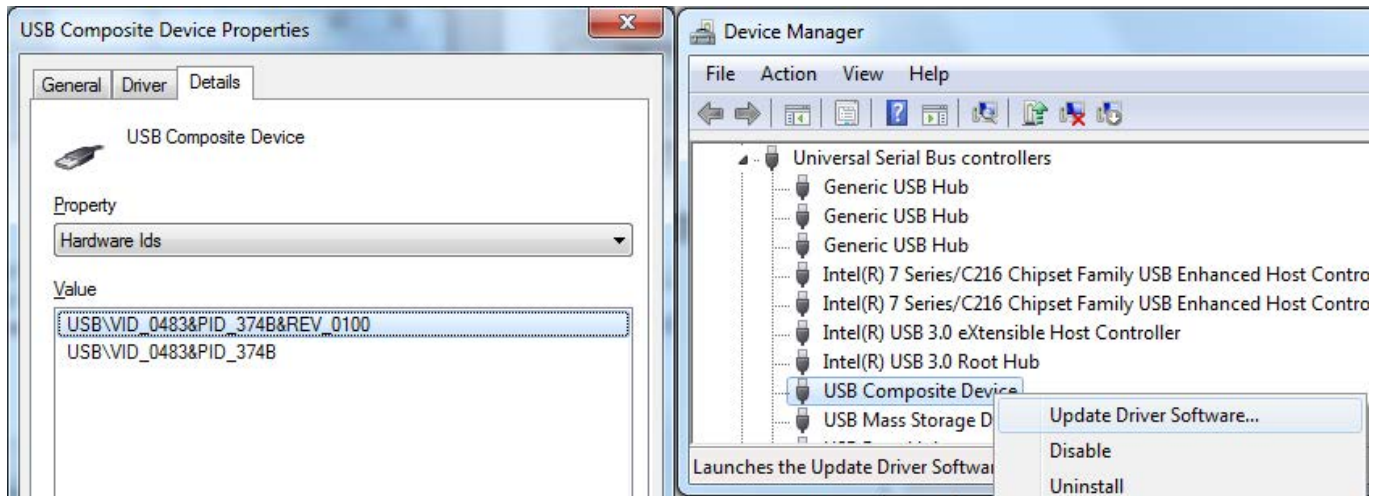 USB Composite Device Properties
General Driver Details
USB Composite Device
Property
Hardware Ids
Value
USB\VID_0483&PID_374B&REV_0100
USB\VID_0483&PID_374B
Device Manager
File Action View Help
Universal Serial Bus controllers
Generic USB Hub
Generic USB Hub
Generic USB Hub
Intel(R) 7 Series/C216 Chipset Family USB Enhanced Host Contro
Intel(R) 7 Series/C216 Chipset Family USB Enhanced Host Contro
Intel(R) USB 3.0 eXtensible Host Controller
Intel(R) USB 3.0 Root Hub
USB Composite Device
USB Mass Storage D
Launches the Update Driver Softwar
Update Driver Software...
Disable
Uninstall